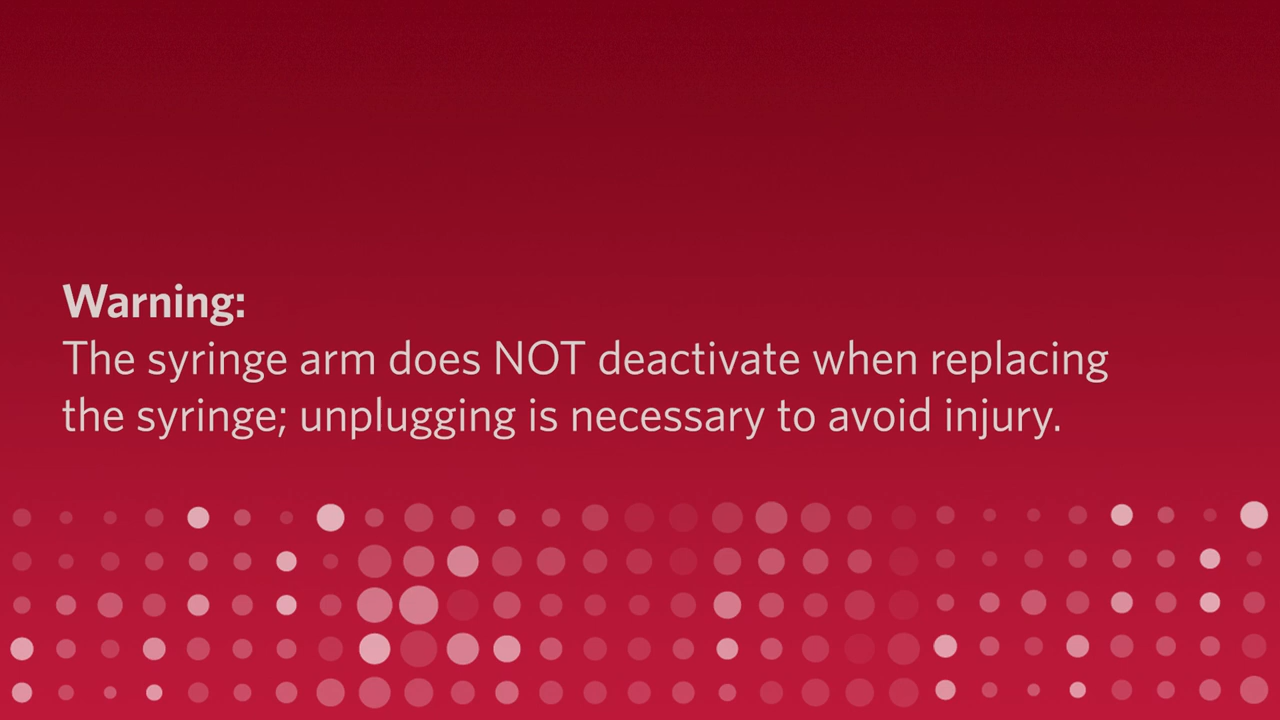 Warning:
The syringe arm does NOT deactivate when replacing
the syringe; unplugging is necessary to avoid injury.